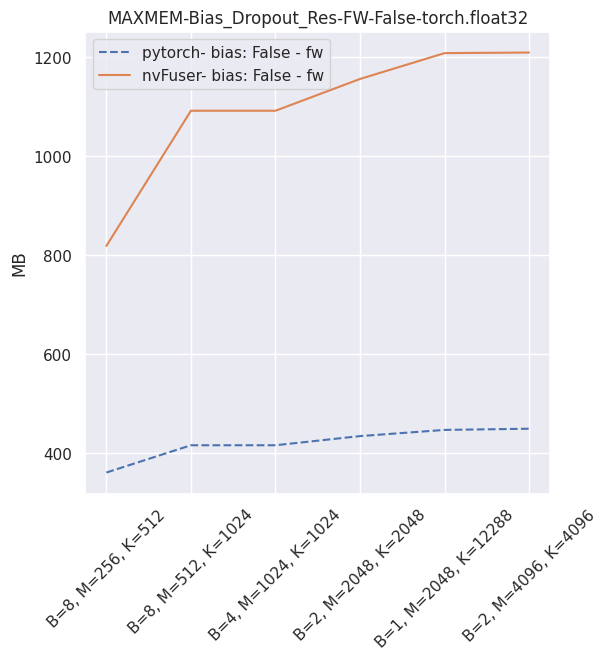 MAXMEM-Bias_Dropout_Res-FW-False-torch.float32
pytorch- bias: False - fw
nvFuser- bias: False - fw
1200
1000
800
600
400
MB
B=8, M=256, K=512
B=8, M=512, K=1024
B=4, M=1024, K=1024
B=2, M=2048, K=2048
B=1, M=2048, K=12288
B=2, M=4096, K=4096